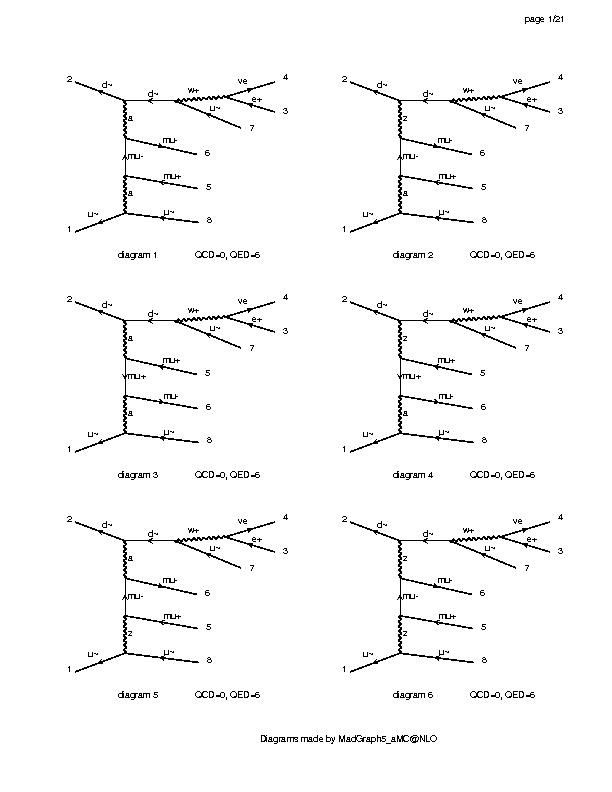 page 1/21
2 d~ d~ w+ ve 4
e+ 3
u~ 7
a
mu- 6
mu-
mu+ 5
a
u~ u~ 8
1
diagram 1 QCD=0, QED=6
2 d~ d~ w+ ve 4
e+ 3
u~ 7
z
mu- 6
mu-
mu+ 5
a
u~ u~ 8
1
diagram 2 QCD=0, QED=6
2 d~ d~ w+ ve 4
e+ 3
u~ 7
a
mu+ 5
mu+
mu- 6
a
u~ u~ 8
1
diagram 3 QCD=0, QED=6
2 d~ d~ w+ ve 4
e+ 3
u~ 7
z
mu+ 5
mu+
mu- 6
a
u~ u~ 8
1
diagram 4 QCD=0, QED=6
2 d~ d~ w+ ve 4
e+ 3
u~ 7
a
mu- 6
mu-
mu+ 5
z
u~ u~ 8
1
diagram 5 QCD=0, QED=6
2 d~ d~ w+ ve 4
e+ 3
u~ 7
z
mu- 6
mu-
mu+ 5
z
u~ u~ 8
1
diagram 6 QCD=0, QED=6
Diagrams made by MadGraph5_aMC@NLO